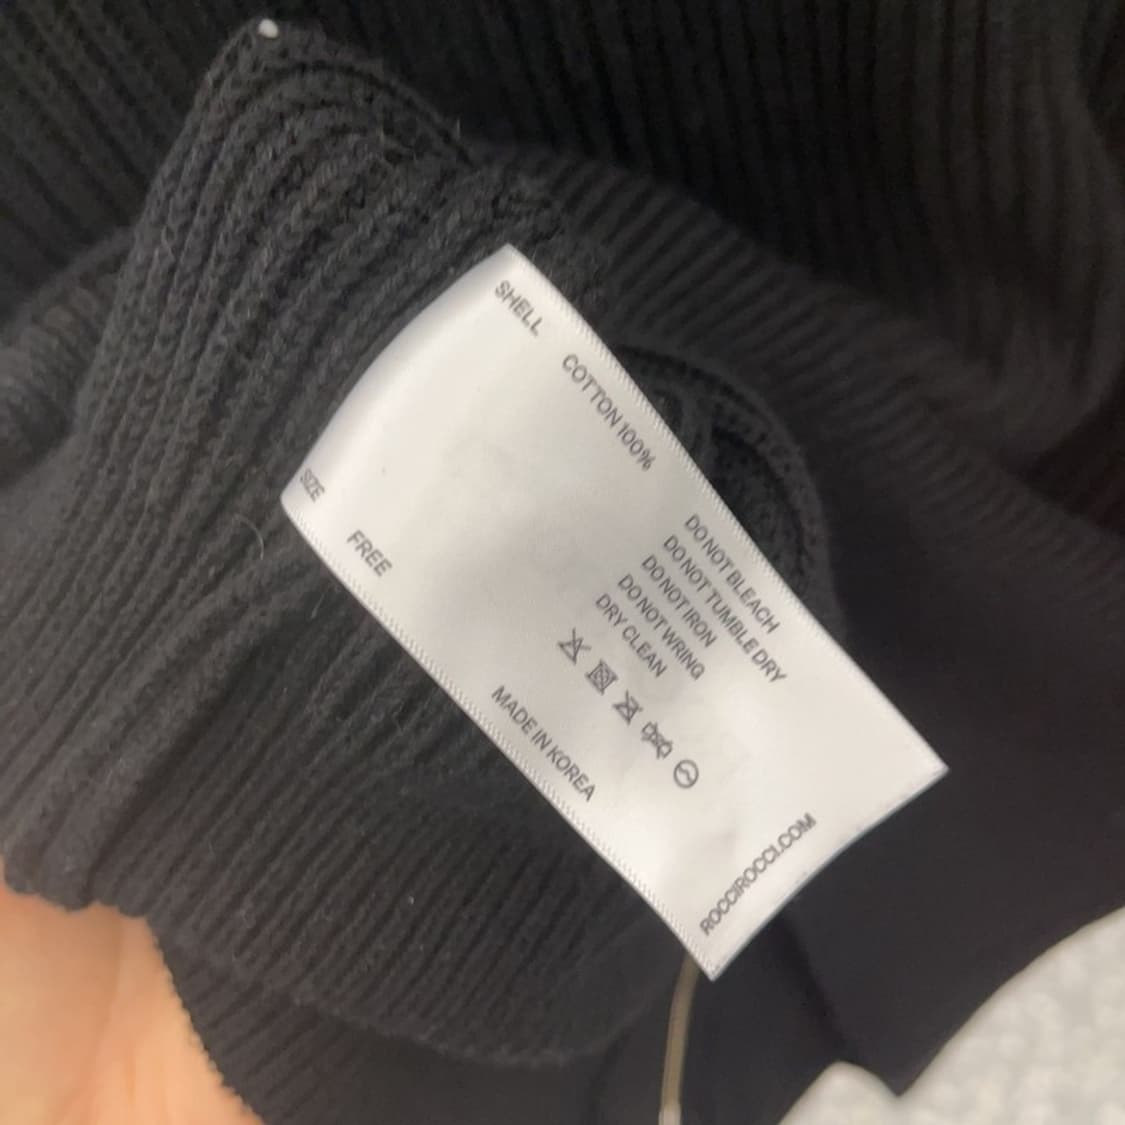 SHELL
COTTON 100%
SIZE
FREE
DO NOT BLEACH
DO NOT TUMBLE DRY
DO NOT IRON
DO NOT WRING
DRY CLEAN
MADE IN KOREA
ROCCIROCCI.COM